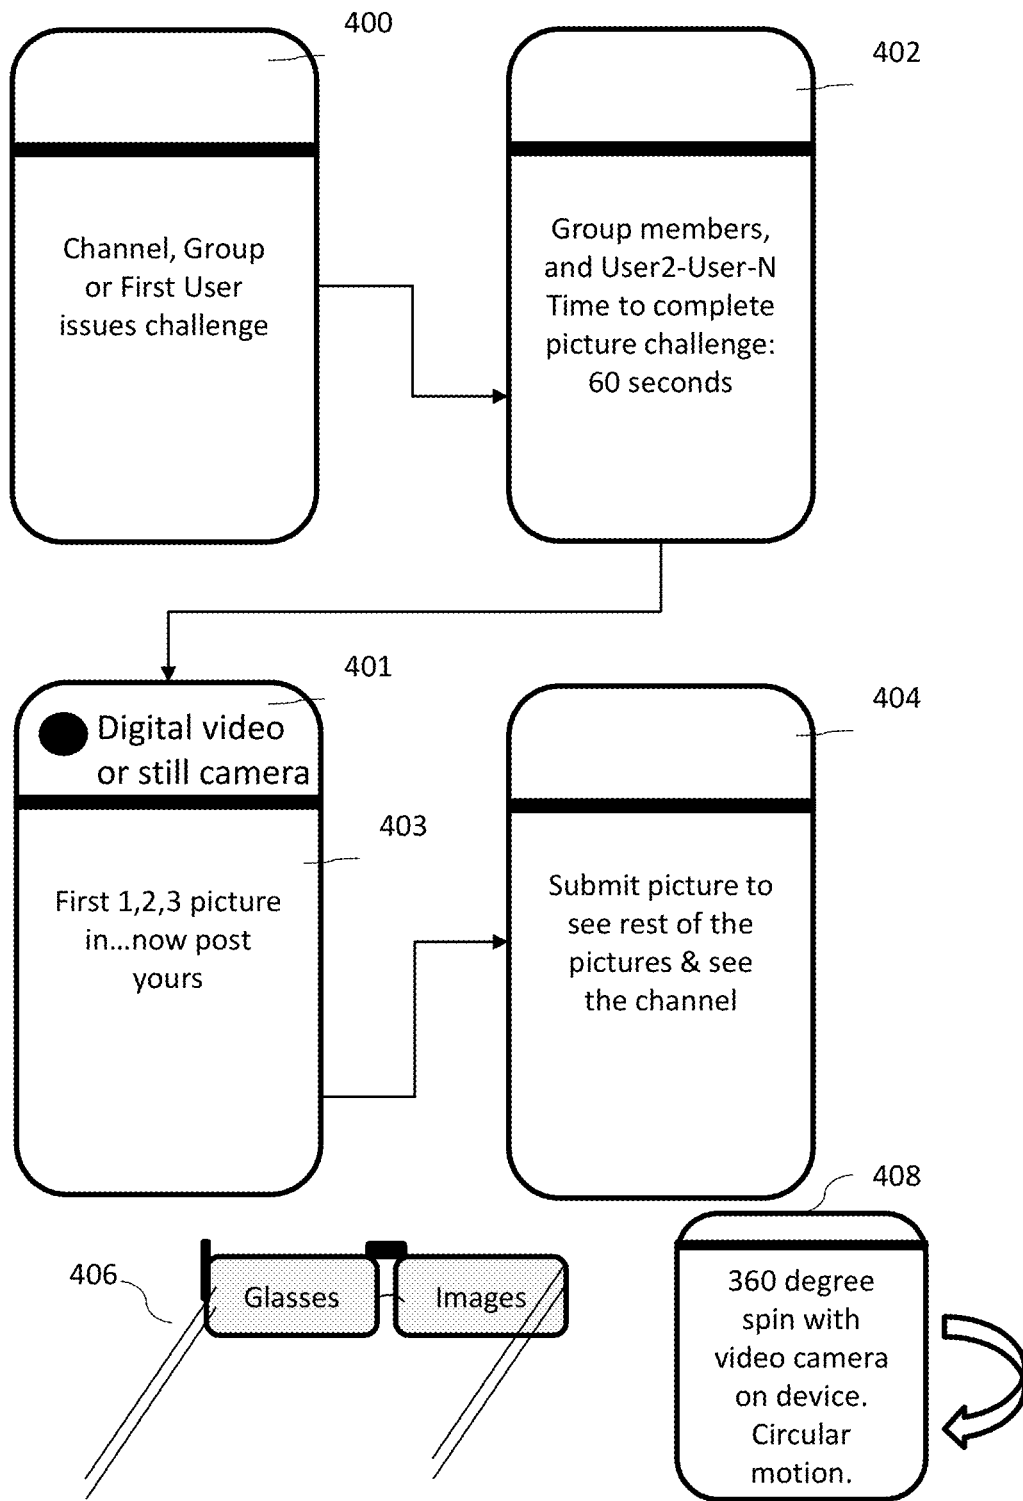 400
Channel, Group
or First User
issues challenge
402
Group members,
and User2-User-N
Time to complete
picture challenge:
60 seconds
401
Digital video
or still camera
403
First 1,2,3 picture
in...now post
yours
404
Submit picture to
see rest of the
pictures & see
the channel
406
Glasses
Images
408
360 degree
spin with
video camera
on device.
Circular
motion.